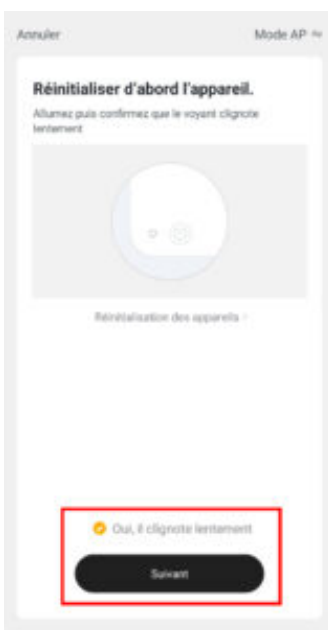 Annuler
Mode AP
Réinitialiser d'abord l'appareil.
Allumez puis confirmez que le voyant clignote
lentement
Réinitialisation des appareils
Oui, il clignote lentement
Suivant